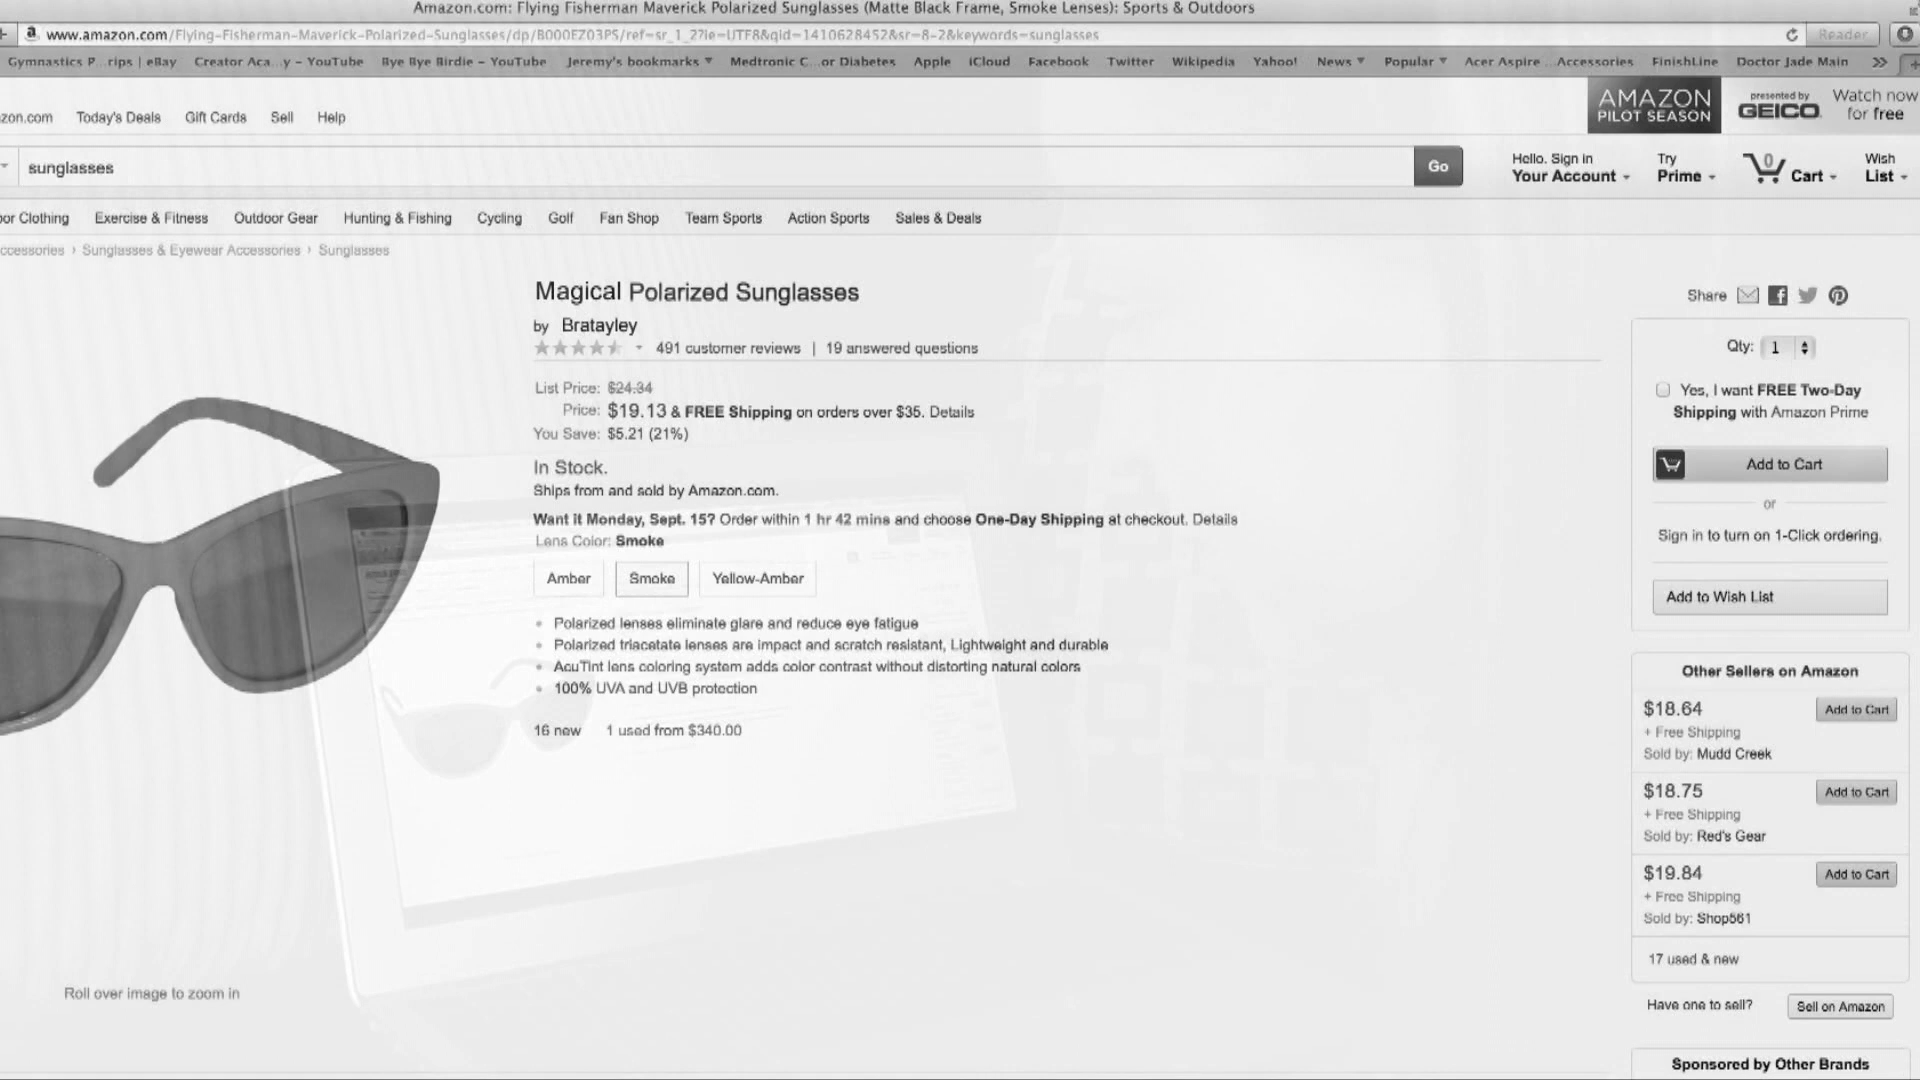 Amazon.com: Flying Fisherman Maverick Polarized Sunglasses (Matte Black Frame, Smoke Lenses): Sports & Outdoors
www.amazon.com/Flying-Fisherman-Maverick-Polarized-Sunglasses/dp/B000EZ03PS/ref=sr_1_2?ie=UTF8&qid=1410628452&sr=8-2&keywords=sunglasses
Reader
Gymnastics P...rips | eBay Creator Aca...y - YouTube Bye Bye Birdie - YouTube Jeremy's bookmarks Medtronic C...or Diabetes Apple iCloud Facebook Twitter Wikipedia Yahoo! News Popular Acer Aspire ...Accessories FinishLine Doctor Jade Main
zon.com Today's Deals Gift Cards Sell Help
AMAZON PILOT SEASON
presented by GEICO
Watch now for free
sunglasses
Go
Hello. Sign in
Your Account
Try
Prime
0
Cart
Wish
List
oor Clothing Exercise & Fitness Outdoor Gear Hunting & Fishing Cycling Golf Fan Shop Team Sports Action Sports Sales & Deals
ccessories › Sunglasses & Eyewear Accessories › Sunglasses
Magical Polarized Sunglasses
by Bratayley
491 customer reviews | 19 answered questions
List Price: $24.34
Price: $19.13 & FREE Shipping on orders over $35. Details
You Save: $5.21 (21%)
In Stock.
Ships from and sold by Amazon.com.
Want it Monday, Sept. 15? Order within 1 hr 42 mins and choose One-Day Shipping at checkout. Details
Lens Color: Smoke
Amber Smoke Yellow-Amber
Polarized lenses eliminate glare and reduce eye fatigue
Polarized triacetate lenses are impact and scratch resistant, Lightweight and durable
AcuTint lens coloring system adds color contrast without distorting natural colors
100% UVA and UVB protection
16 new 1 used from $340.00
Roll over image to zoom in
Share
Qty: 1
Yes, I want FREE Two-Day
Shipping with Amazon Prime
Add to Cart
or
Sign in to turn on 1-Click ordering.
Add to Wish List
Other Sellers on Amazon
$18.64 Add to Cart
+ Free Shipping
Sold by: Mudd Creek
$18.75 Add to Cart
+ Free Shipping
Sold by: Red's Gear
$19.84 Add to Cart
+ Free Shipping
Sold by: Shop561
17 used & new
Have one to sell? Sell on Amazon
Sponsored by Other Brands